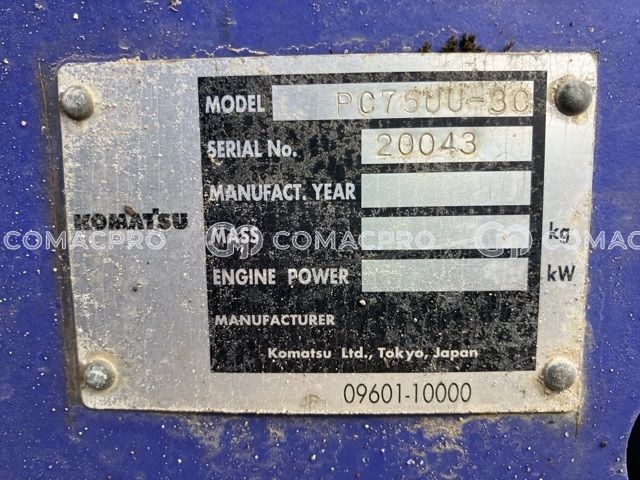 MODEL PC75UU-3C
SERIAL No. 20043
MANUFACT. YEAR
KOMATSU
MASS kg
COMACPRO COMACPRO COMAC
ENGINE POWER kW
MANUFACTURER
Komatsu Ltd., Tokyo, Japan
09601-10000